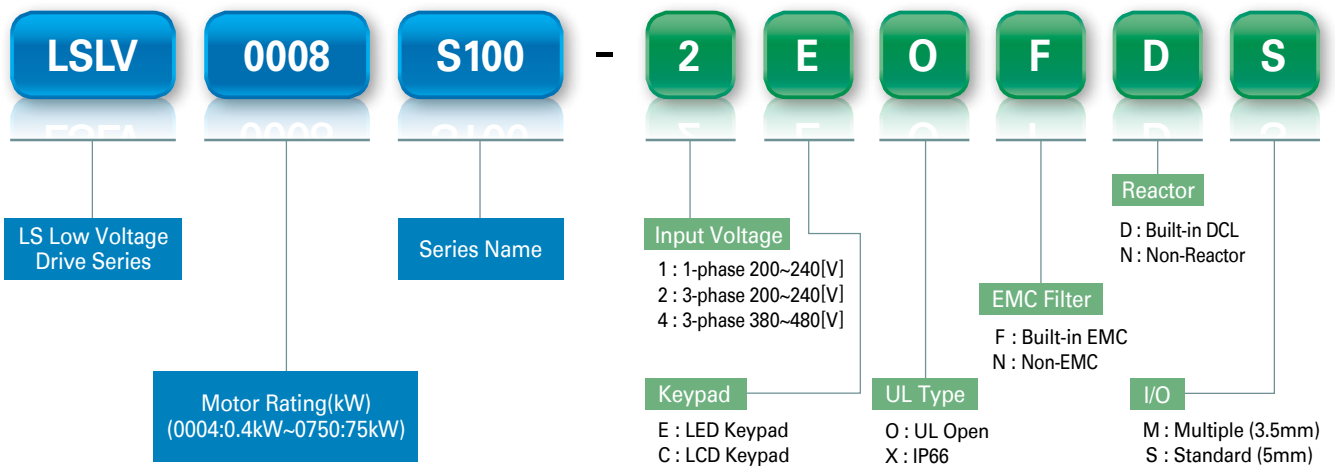 LSLV 0008 S100 - 2 E O F D S
LS Low Voltage
Drive Series
Motor Rating(kW)
(0004:0.4kW~0750:75kW)
Series Name
Input Voltage
1 : 1-phase 200~240[V]
2 : 3-phase 200~240[V]
4 : 3-phase 380~480[V]
Keypad
E : LED Keypad
C : LCD Keypad
UL Type
O : UL Open
X : IP66
EMC Filter
F : Built-in EMC
N : Non-EMC
Reactor
D : Built-in DCL
N : Non-Reactor
I/O
M : Multiple (3.5mm)
S : Standard (5mm)